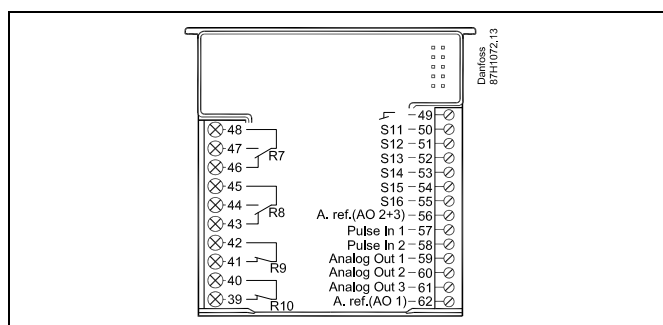 Danfoss
87H1072.13
48
47
R7
46
45
44
R8
43
42
41
R9
40
39
R10
49
S11 50
S12 51
S13 52
S14 53
S15 54
S16 55
A. ref.(AO 2+3) 56
Pulse In 1 57
Pulse In 2 58
Analog Out 1 59
Analog Out 2 60
Analog Out 3 61
A. ref.(AO 1) 62